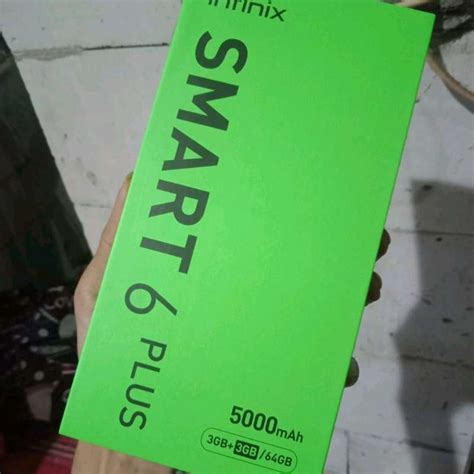 Infinix
SMART 6 PLUS
5000mAh
3GB+3GB/64GB